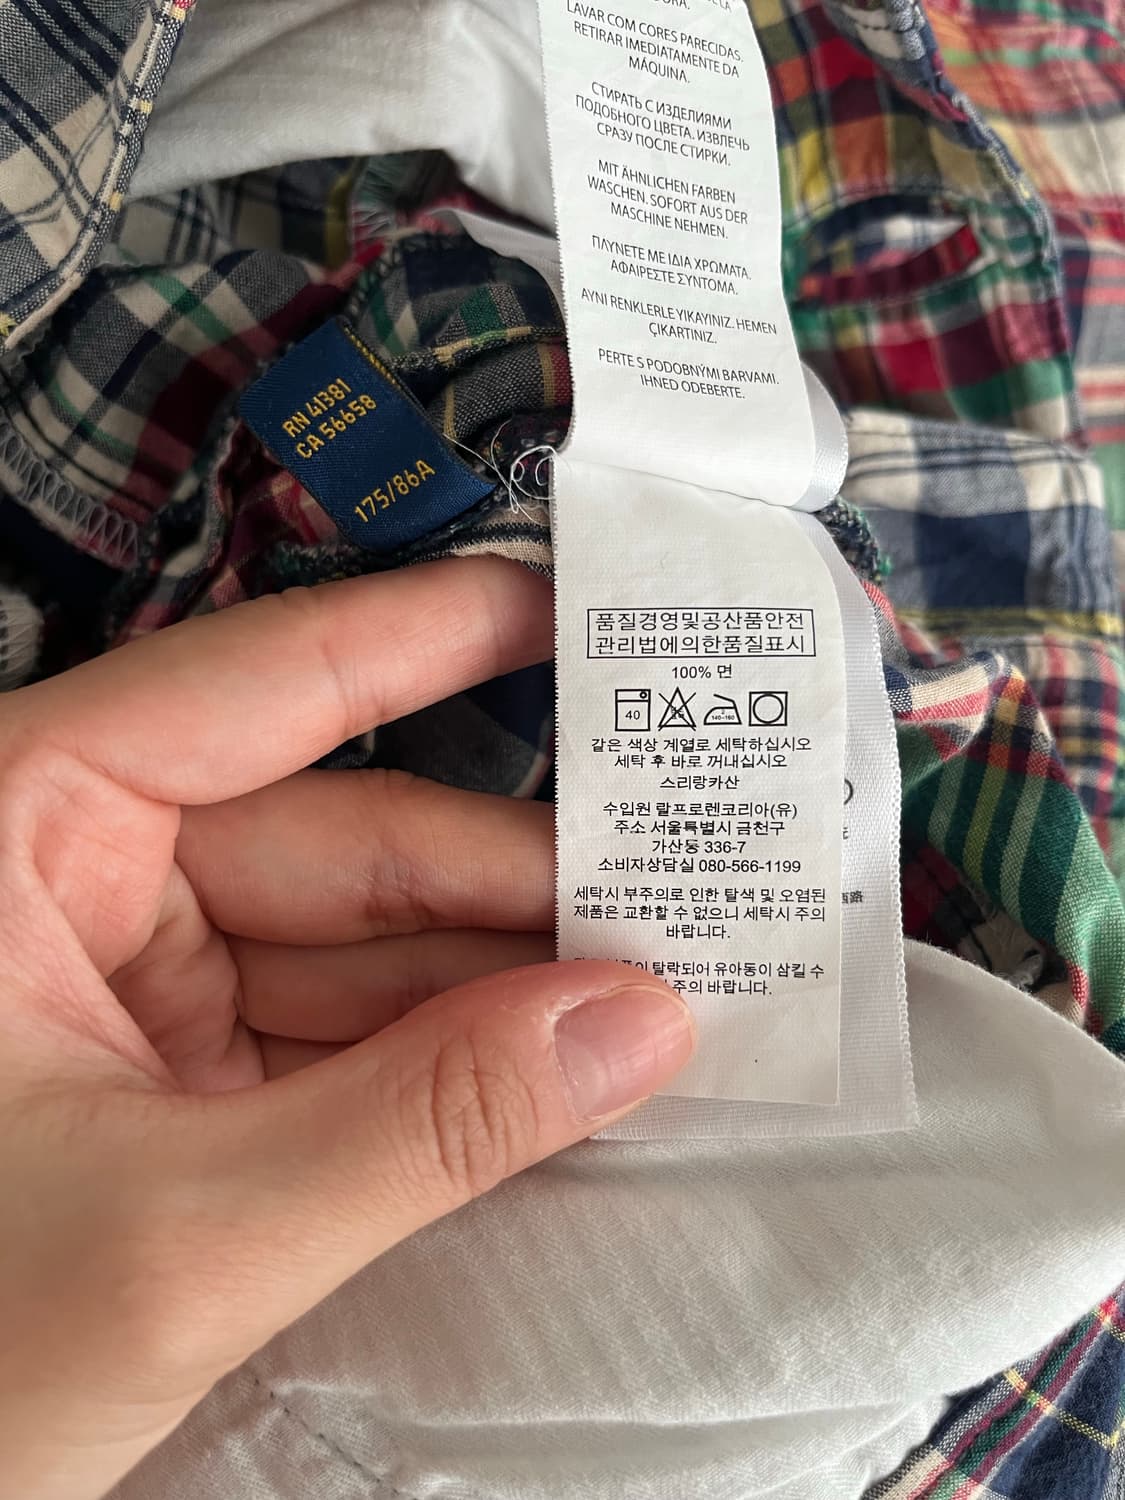 LAVAR COM CORES PARECIDAS.
RETIRAR IMEDIATAMENTE DA
MÁQUINA.
СТИРАТЬ С ИЗДЕЛИЯМИ
ПОДОБНОГО ЦВЕТА. ИЗВЛЕЧЬ
СРАЗУ ПОСЛЕ СТИРКИ.
MIT ÄHNLICHEN FARBEN
WASCHEN. SOFORT AUS DER
MASCHINE NEHMEN.
ΠΛΥΝΕΤΕ ΜΕ ΙΔΙΑ ΧΡΩΜΑΤΑ.
ΑΦΑΙΡΕΣΤΕ ΣΥΝΤΟΜΑ.
AYNI RENKLERLE YIKAYINIZ. HEMEN
ÇIKARTINIZ.
PERTE S PODOBNÝMI BARVAMI.
IHNED ODEBERTE.
RN 41381
CA 56658
175/86A
품질경영및공산품안전
관리법에의한품질표시
100% 면
40
140~160
같은 색상 계열로 세탁하십시오
세탁 후 바로 꺼내십시오
스리랑카산
수입원 랄프로렌코리아(유)
주소 서울특별시 금천구
가산동 336-7
소비자상담실 080-566-1199
세탁시 부주의로 인한 탈색 및 오염된
제품은 교환할 수 없으니 세탁시 주의
바랍니다.
탈락되어 유아동이 삼킬 수
주의 바랍니다.